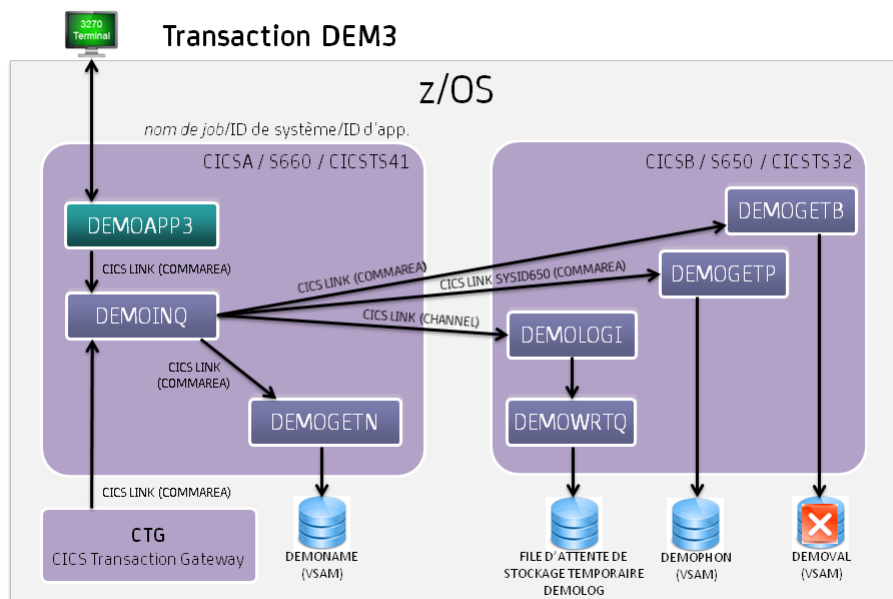 3270
Terminal
Transaction DEM3
z/OS
nom de job/ID de système/ID d'app.
CICSA / S660 / CICSTS41
CICSB / S650 / CICSTS32
DEMOAPP3
CICS LINK (COMMAREA)
DEMOINQ
CICS LINK (COMMAREA)
CICS LINK SYSID650 (COMMAREA)
CICS LINK (CHANNEL)
CICS LINK
(COMMAREA)
DEMOGETN
DEMOGETB
DEMOGETP
DEMOLOGI
DEMOWRTQ
CICS LINK (COMMAREA)
CTG
CICS Transaction Gateway
DEMONAME
(VSAM)
FILE D'ATTENTE DE
STOCKAGE TEMPORAIRE
DEMOLOG
DEMOPHON
(VSAM)
DEMOVAL
(VSAM)